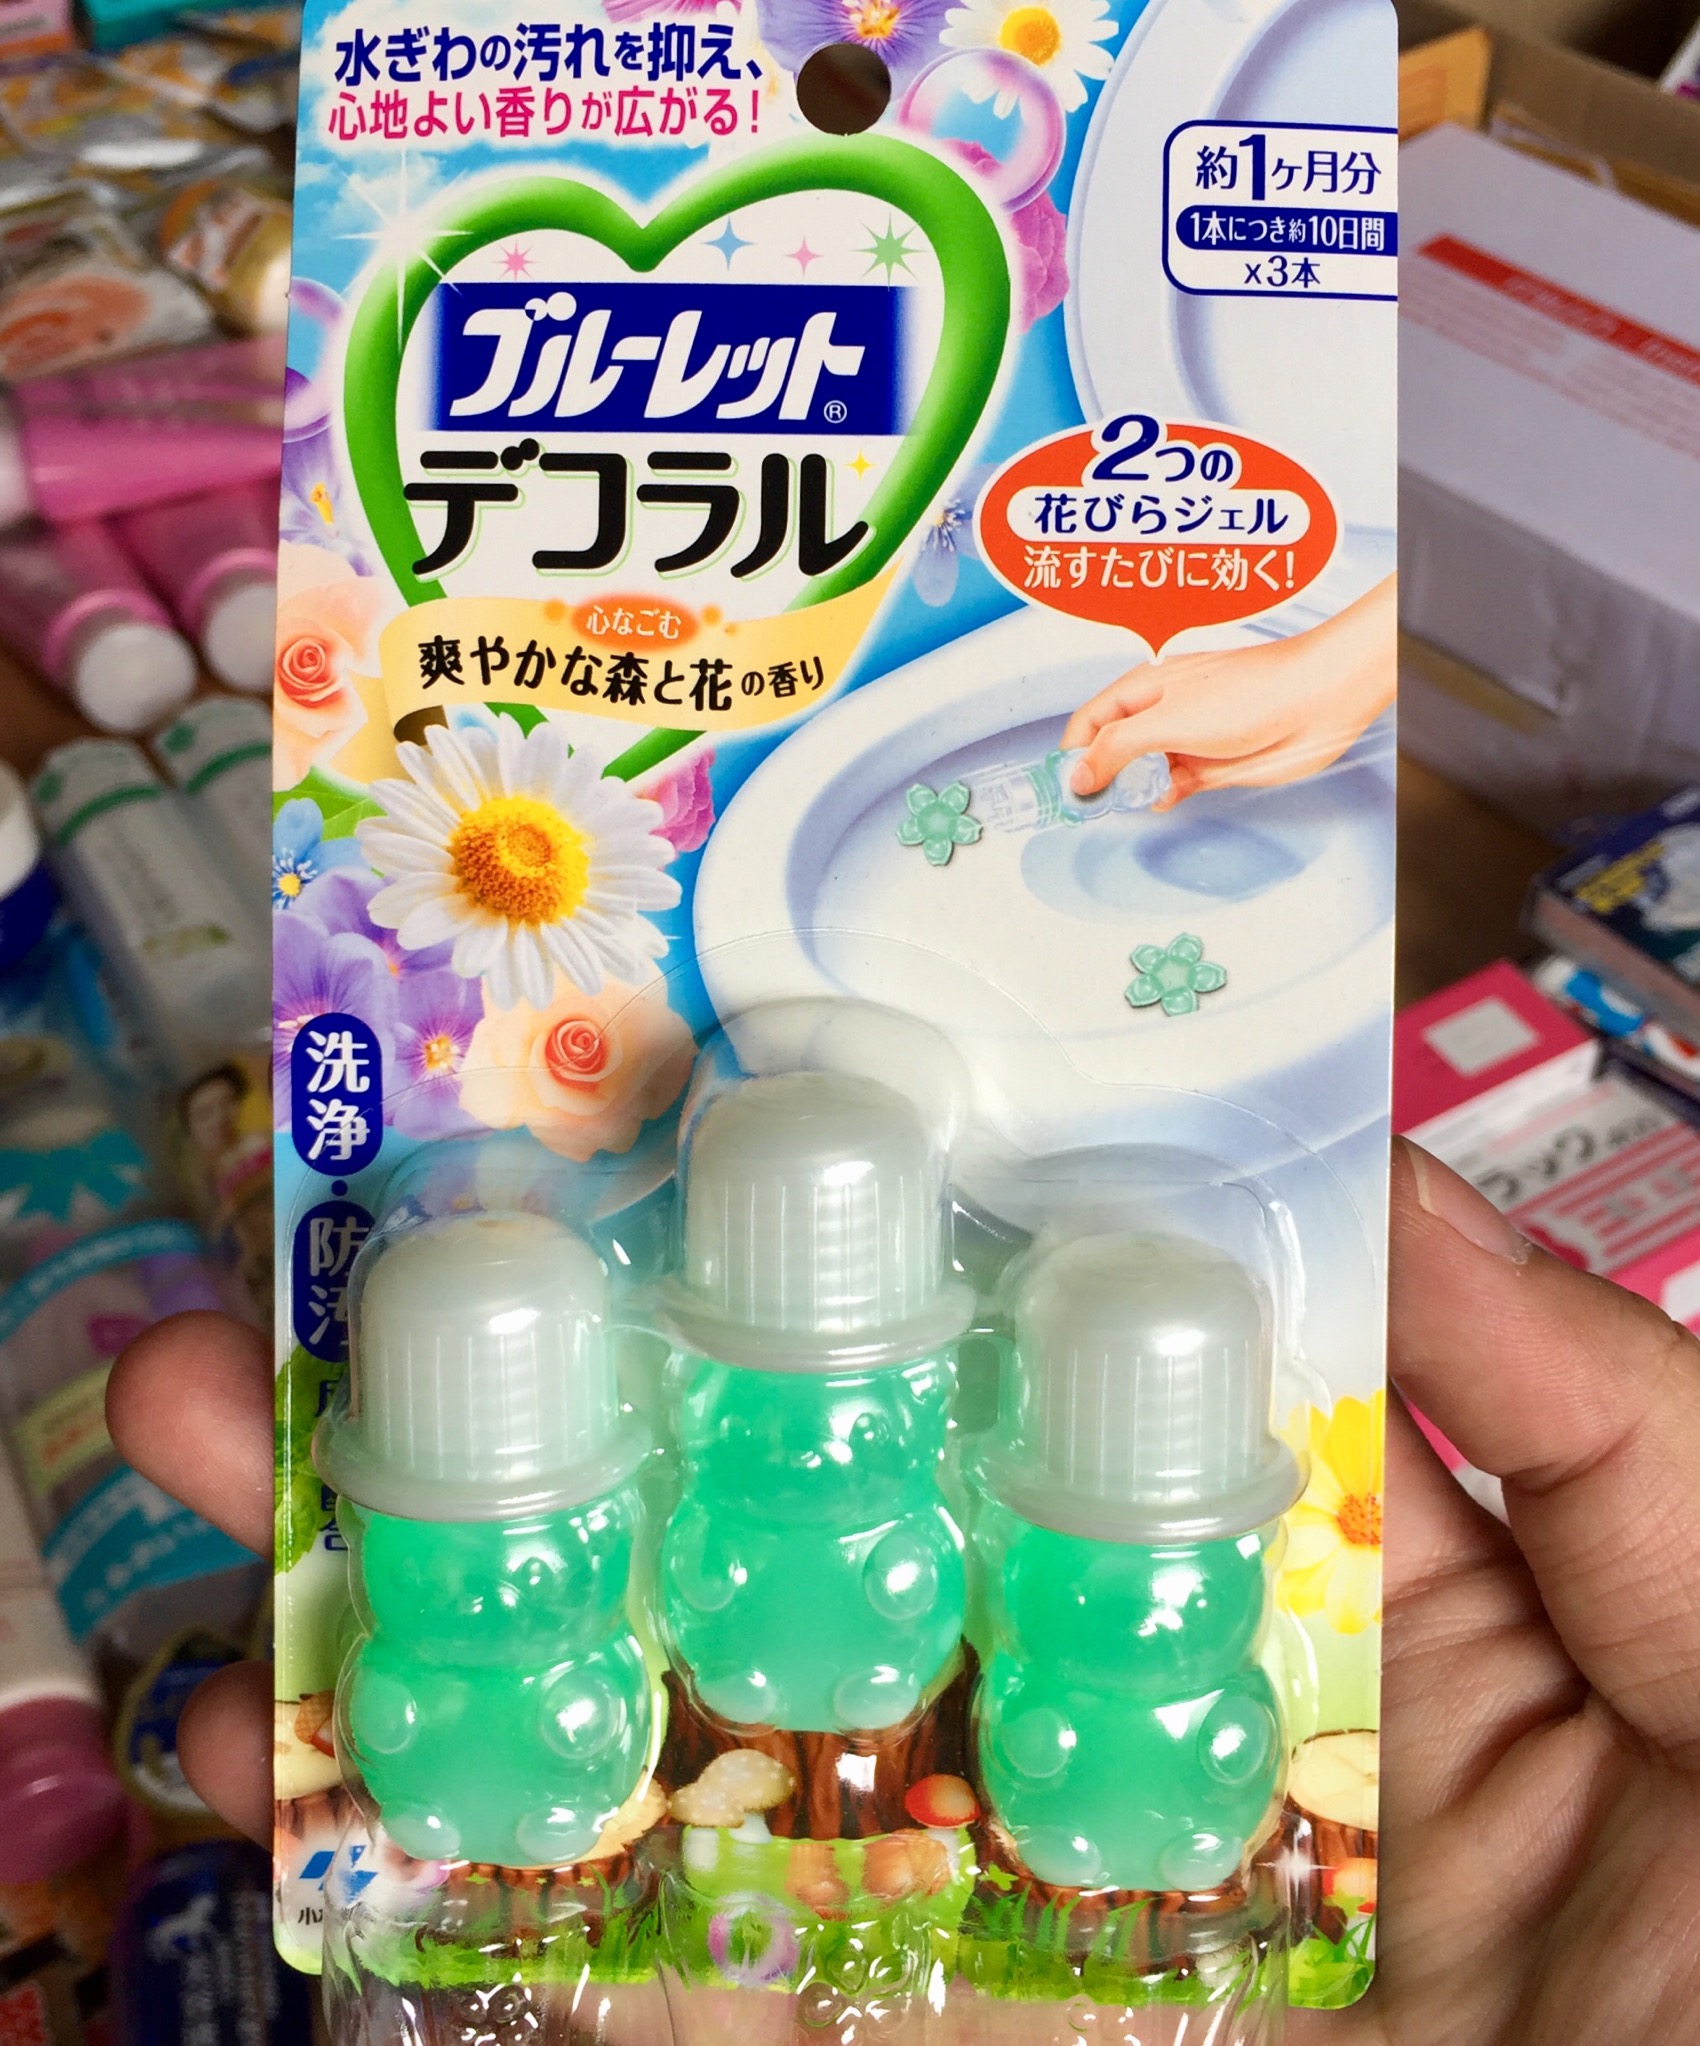 水ぎわの汚れを抑え、
心地よい香りが広がる!
約1ヶ月分
1本につき約10日間
x3本
ブルーレット®
デコラル
心なごむ
爽やかな森と花の香り
2つの
花びらジェル
流すたびに効く!
洗浄・防汚